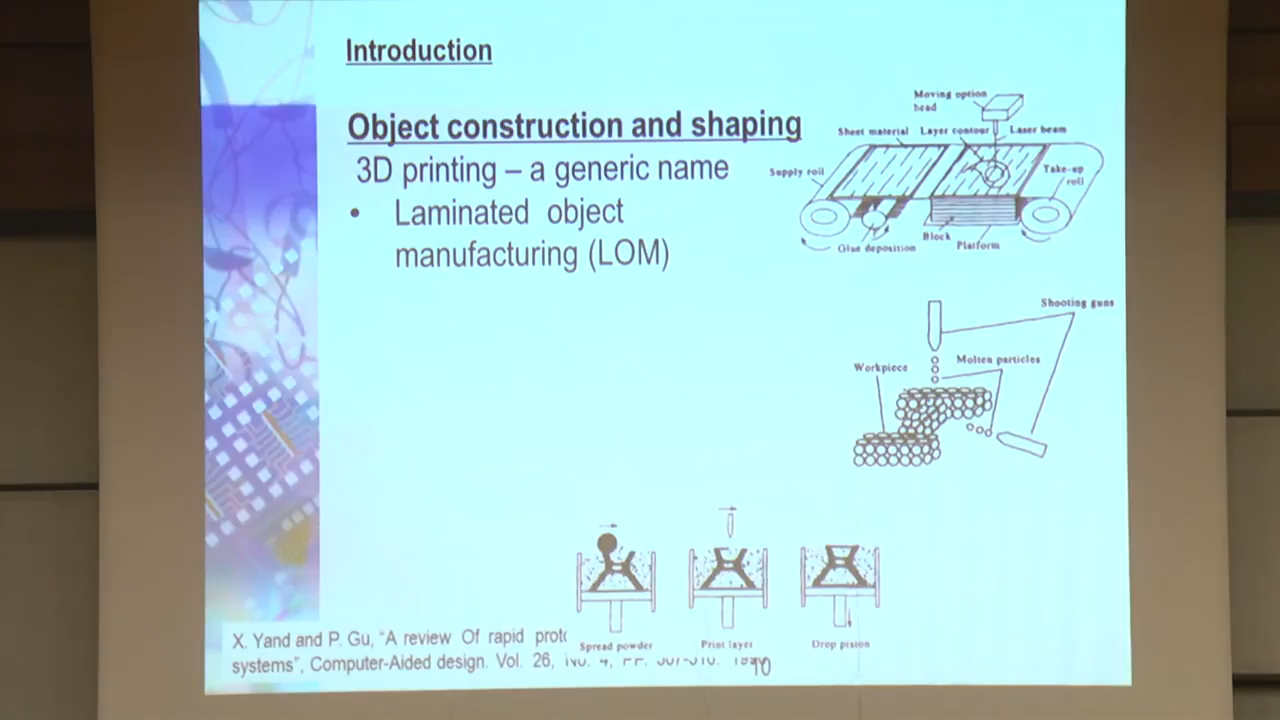 Introduction
Object construction and shaping
3D printing – a generic name
• Laminated object
manufacturing (LOM)
Moving option
head
Sheet material
Layer contour
Laser beam
Supply roll
Take-up
roll
Glue deposition
Block
Platform
Shooting guns
Molten particles
Workpiece
Spread powder
Print layer
Drop piston
X. Yand and P. Gu, "A review Of rapid
systems", Computer-Aided design. Vol. 26,
10